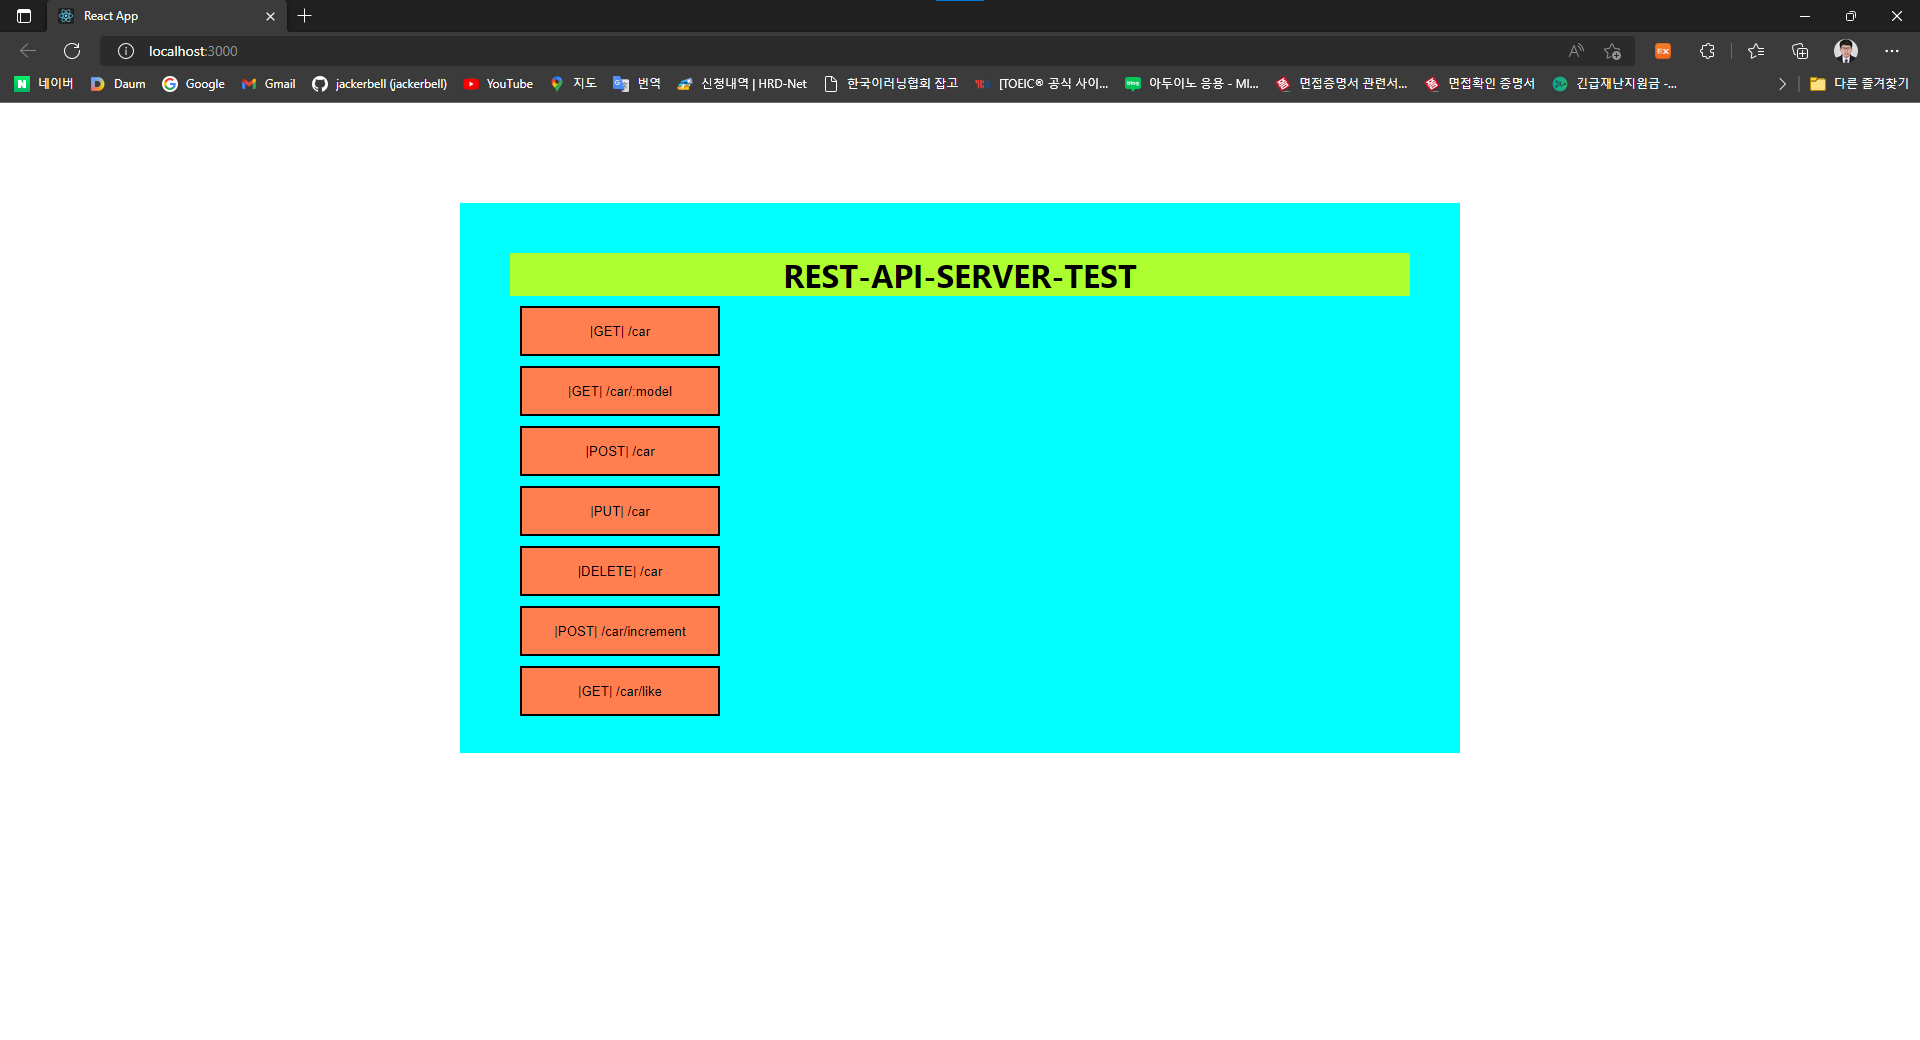 React App
localhost:3000
네이버 Daum Google Gmail jackerbell (jackerbell) YouTube 지도 번역 신청내역 | HRD-Net 한국이러닝협회 잡고 [TOEIC® 공식 사이... 아두이노 응용 - MI... 면접증명서 관련서... 면접확인 증명서 긴급재난지원금 -... 다른 즐겨찾기
REST-API-SERVER-TEST
|GET| /car
|GET| /car/:model
|POST| /car
|PUT| /car
|DELETE| /car
|POST| /car/increment
|GET| /car/like